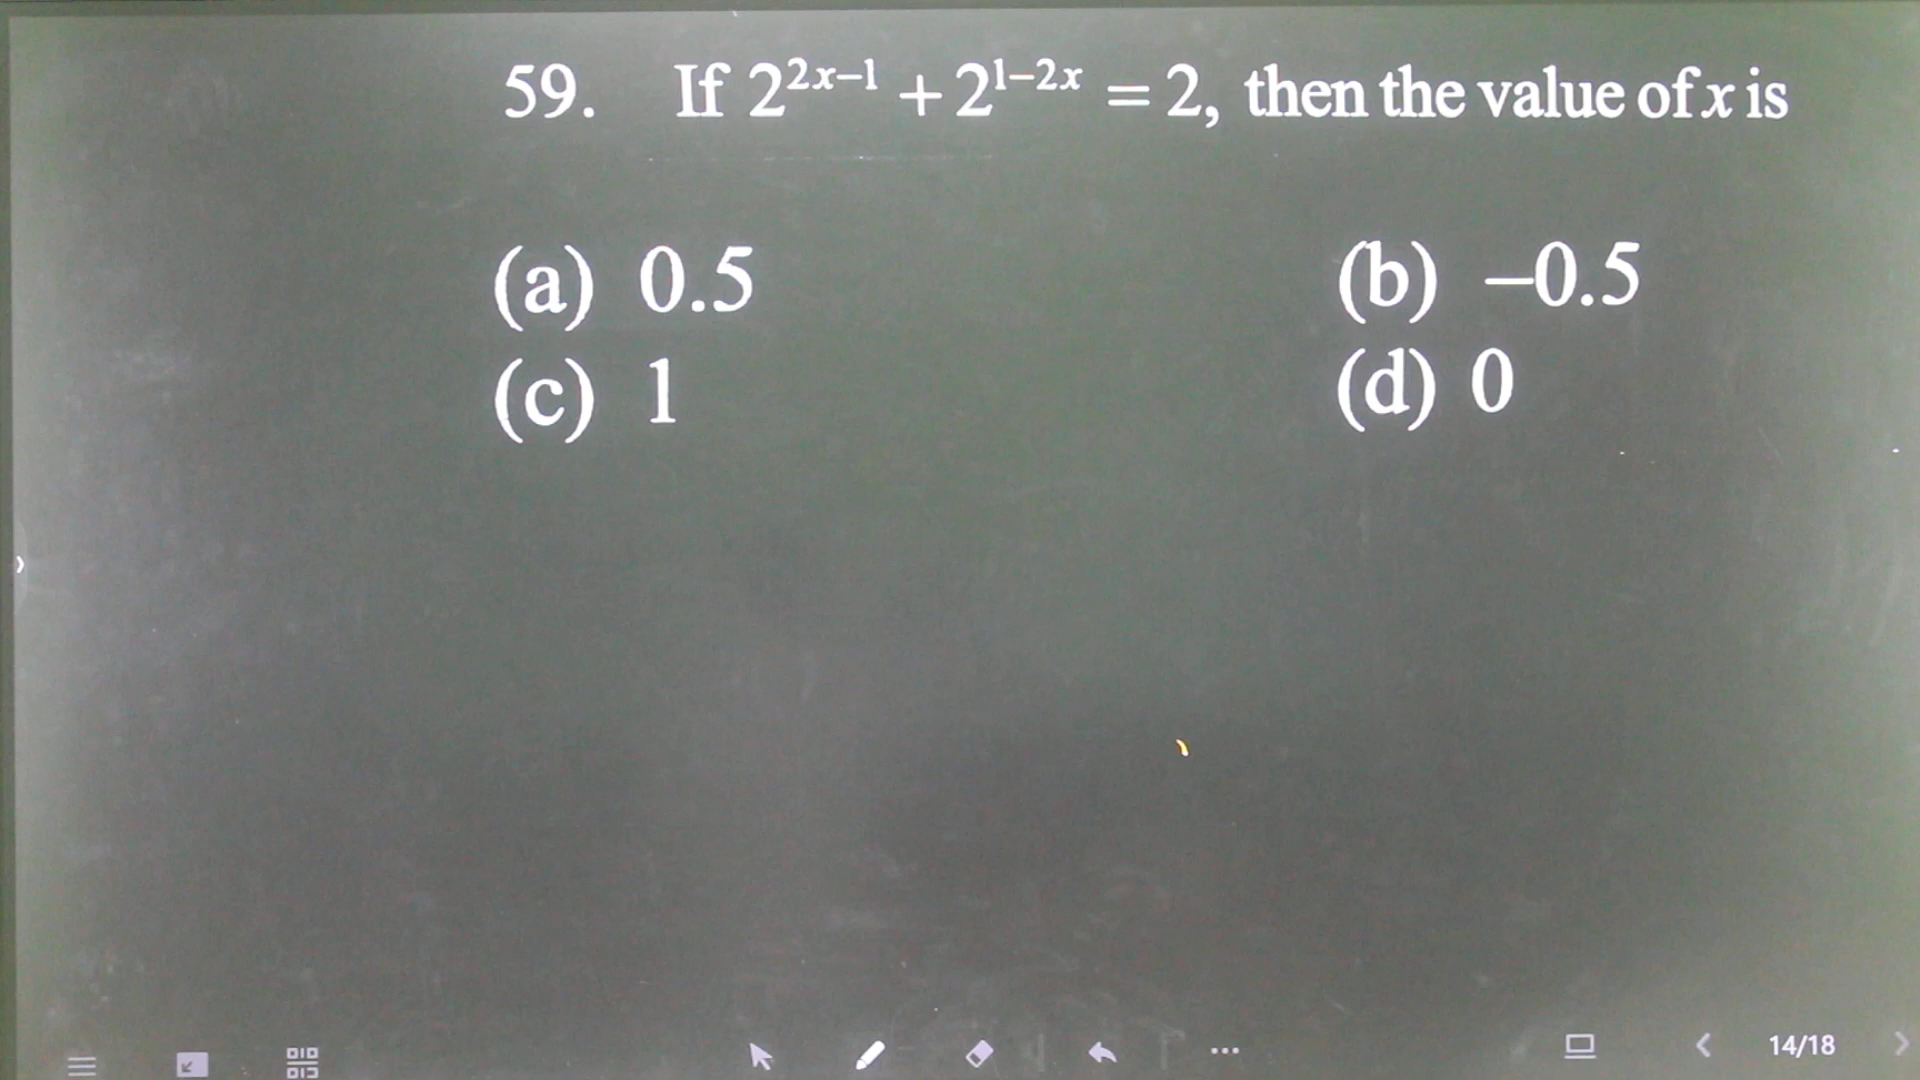 59. If 2^{2x–1} + 2^{1–2x} = 2, then the value of x is
(a) 0.5 (b) –0.5
(c) 1 (d) 0
14/18